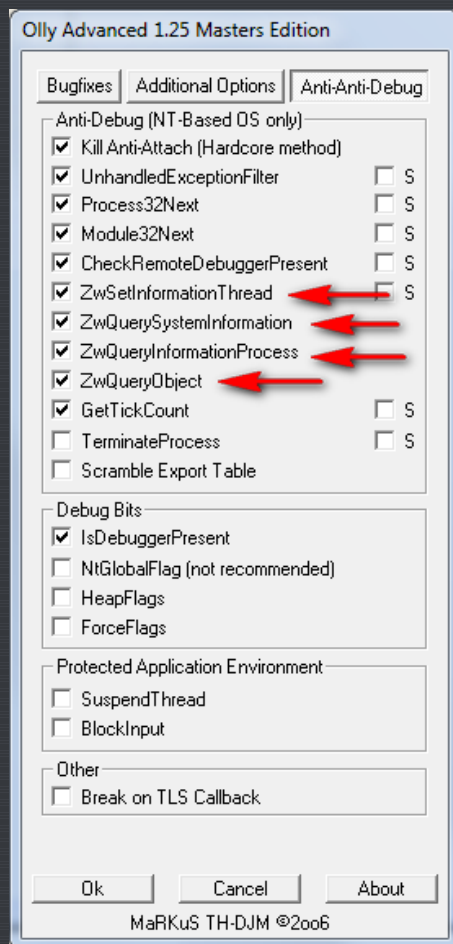 Olly Advanced 1.25 Masters Edition
Bugfixes Additional Options Anti-Anti-Debug
Anti-Debug (NT-Based OS only)
Kill Anti-Attach (Hardcore method)
UnhandledExceptionFilter S
Process32Next S
Module32Next S
CheckRemoteDebuggerPresent S
ZwSetInformationThread S
ZwQuerySystemInformation
ZwQueryInformationProcess
ZwQueryObject
GetTickCount S
TerminateProcess S
Scramble Export Table
Debug Bits
IsDebuggerPresent
NtGlobalFlag (not recommended)
HeapFlags
ForceFlags
Protected Application Environment
SuspendThread
BlockInput
Other
Break on TLS Callback
Ok Cancel About
MaRKuS TH-DJM ©2oo6